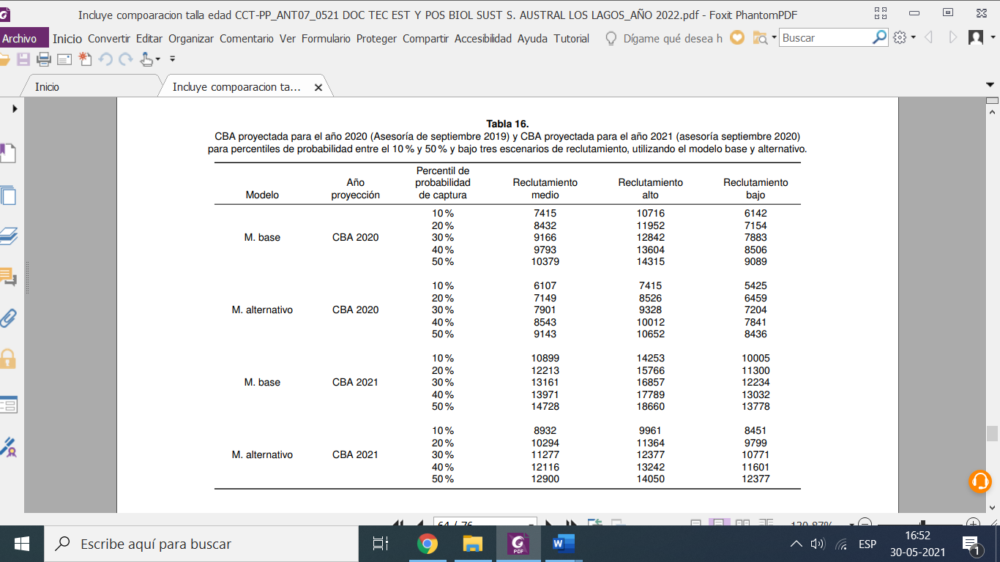 Incluye compoaracion talla edad CCT-PP_ANT07_0521 DOC TEC EST Y POS BIOL SUST S. AUSTRAL LOS LAGOS_AÑO 2022.pdf - Foxit PhantomPDF
Archivo Inicio Convertir Editar Organizar Comentario Ver Formulario Proteger Compartir Accesibilidad Ayuda Tutorial Dígame qué desea h Buscar
Inicio Incluye compoaracion ta...
Tabla 16.
CBA proyectada para el año 2020 (Asesoría de septiembre 2019) y CBA proyectada para el año 2021 (asesoría septiembre 2020)
para percentiles de probabilidad entre el 10 % y 50 % y bajo tres escenarios de reclutamiento, utilizando el modelo base y alternativo.
Percentil de
Año probabilidad Reclutamiento Reclutamiento Reclutamiento
Modelo proyección de captura medio alto bajo
10 % 7415 10716 6142
20 % 8432 11952 7154
M. base CBA 2020 30 % 9166 12842 7883
40 % 9793 13604 8506
50 % 10379 14315 9089
10 % 6107 7415 5425
20 % 7149 8526 6459
M. alternativo CBA 2020 30 % 7901 9328 7204
40 % 8543 10012 7841
50 % 9143 10652 8436
10 % 10899 14253 10005
20 % 12213 15766 11300
M. base CBA 2021 30 % 13161 16857 12234
40 % 13971 17789 13032
50 % 14728 18660 13778
10 % 8932 9961 8451
20 % 10294 11364 9799
M. alternativo CBA 2021 30 % 11277 12377 10771
40 % 12116 13242 11601
50 % 12900 14050 12377
64 / 76 120,87%
Escribe aquí para buscar
PDF
W
ESP
16:52
30-05-2021
1